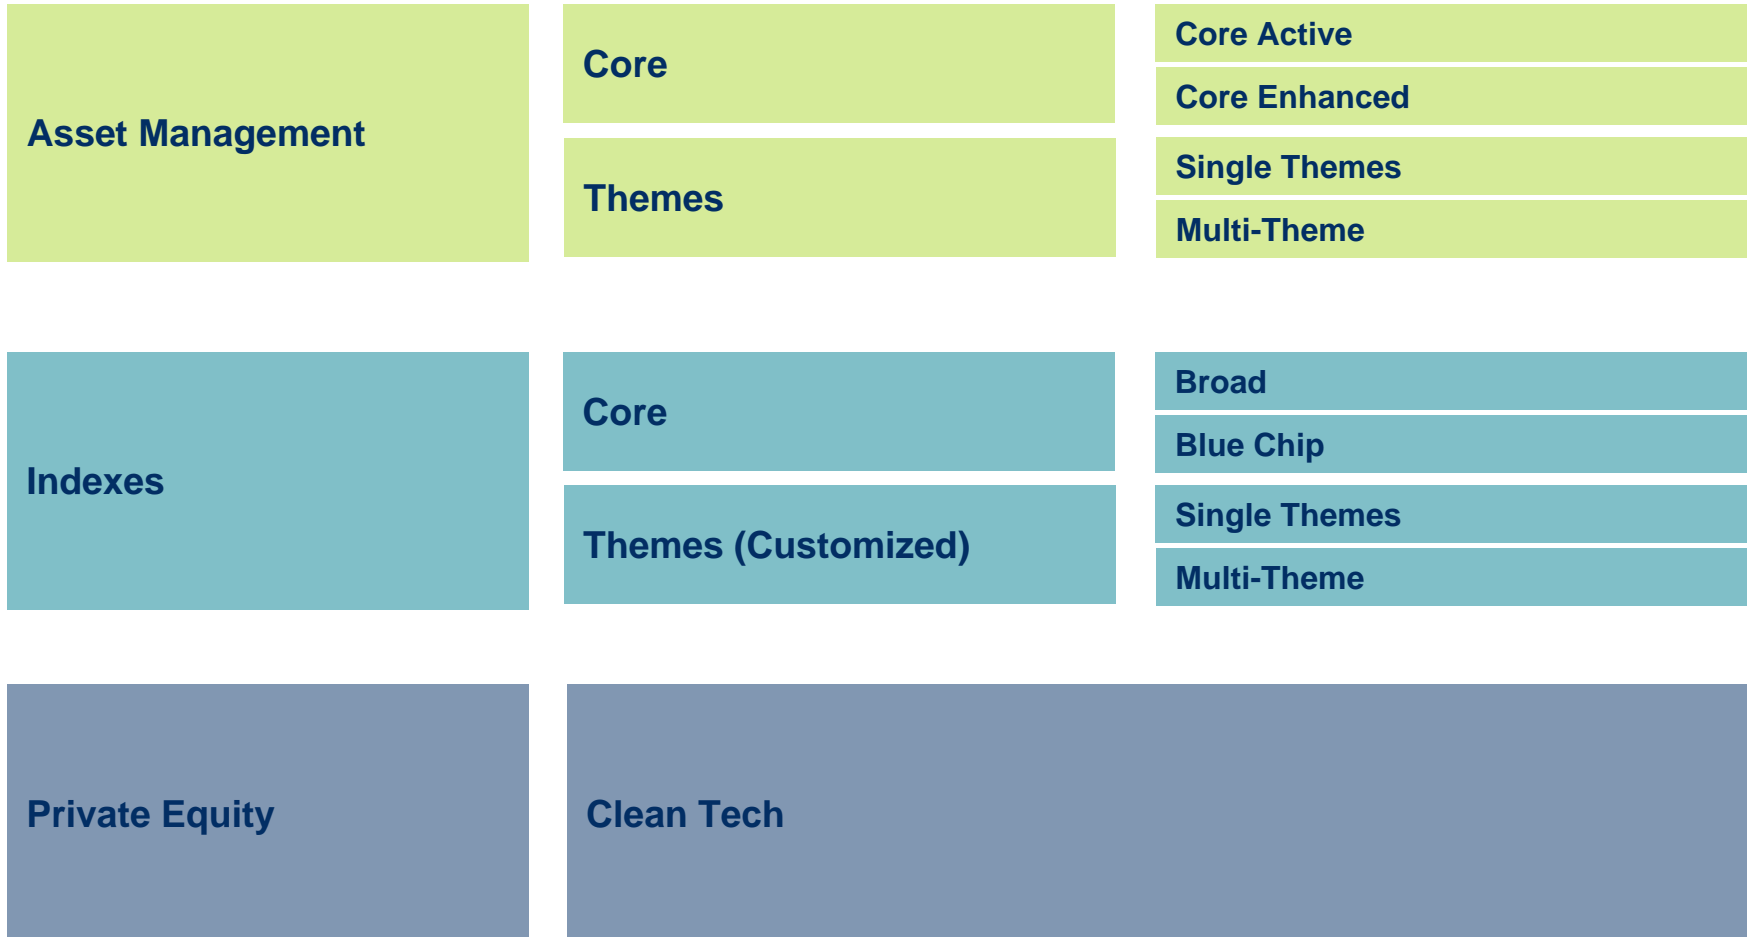 Asset Management
Core
Core Active
Core Enhanced
Themes
Single Themes
Multi-Theme
Indexes
Core
Broad
Blue Chip
Themes (Customized)
Single Themes
Multi-Theme
Private Equity
Clean Tech